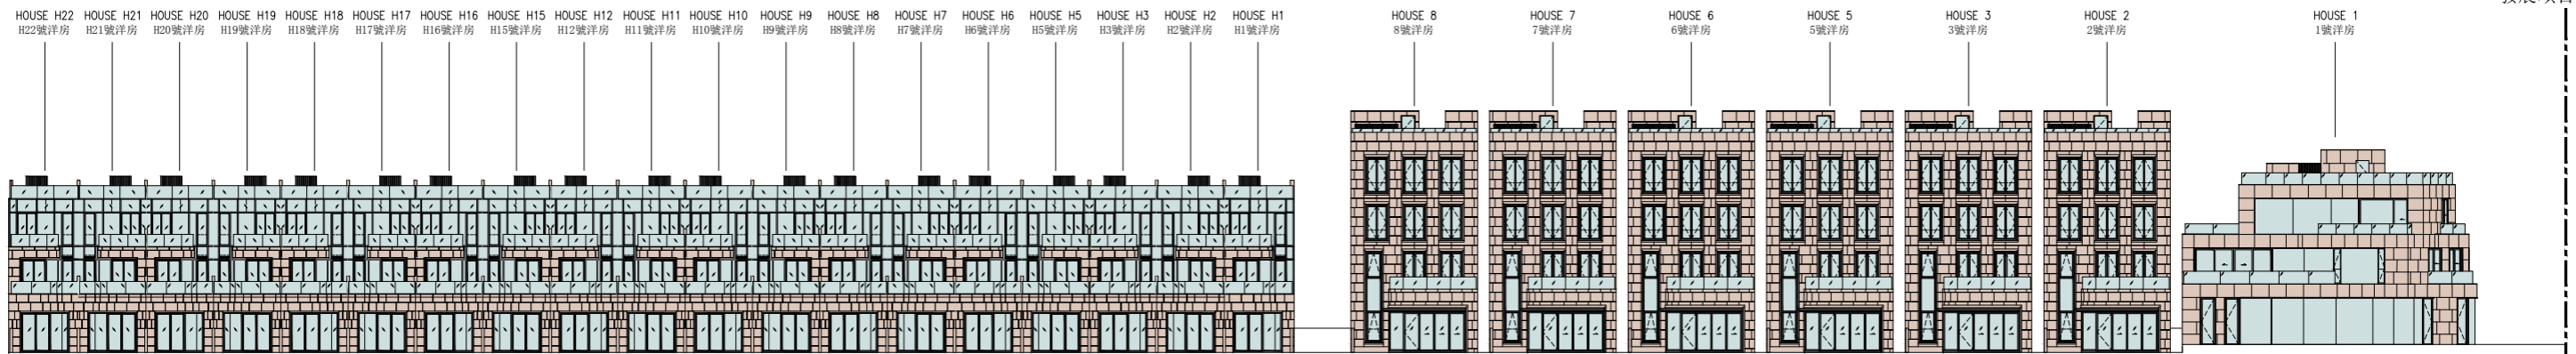 HOUSE H22 HOUSE H21 HOUSE H20 HOUSE H19 HOUSE H18 HOUSE H17 HOUSE H16 HOUSE H15 HOUSE H12 HOUSE H11 HOUSE H10 HOUSE H9 HOUSE H8 HOUSE H7 HOUSE H6 HOUSE H5 HOUSE H3 HOUSE H2 HOUSE H1 HOUSE 8 HOUSE 7 HOUSE 6 HOUSE 5 HOUSE 3 HOUSE 2 HOUSE 1
H22號洋房 H21號洋房 H20號洋房 H19號洋房 H18號洋房 H17號洋房 H16號洋房 H15號洋房 H12號洋房 H11號洋房 H10號洋房 H9號洋房 H8號洋房 H7號洋房 H6號洋房 H5號洋房 H3號洋房 H2號洋房 H1號洋房 8號洋房 7號洋房 6號洋房 5號洋房 3號洋房 2號洋房 1號洋房